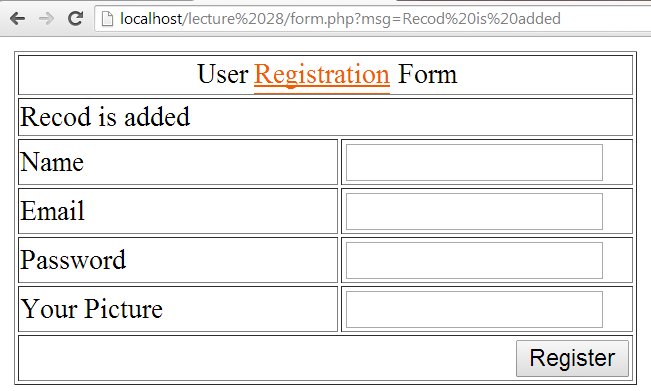 localhost/lecture%2028/form.php?msg=Recod%20is%20added
User Registration Form
Recod is added
Name
Email
Password
Your Picture
Register